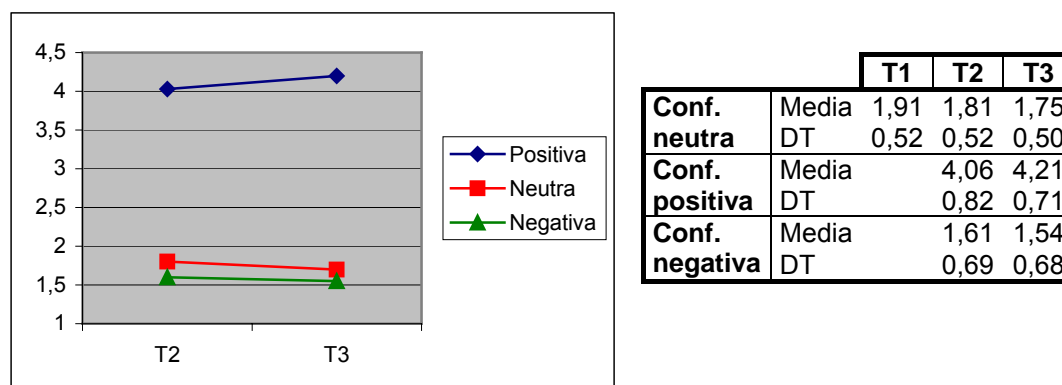 4,5
4
3,5
3
2,5
2
1,5
1
T2 T3
Positiva
Neutra
Negativa
T1 T2 T3
Conf. Media 1,91 1,81 1,75
neutra DT 0,52 0,52 0,50
Conf. Media 4,06 4,21
positiva DT 0,82 0,71
Conf. Media 1,61 1,54
negativa DT 0,69 0,68